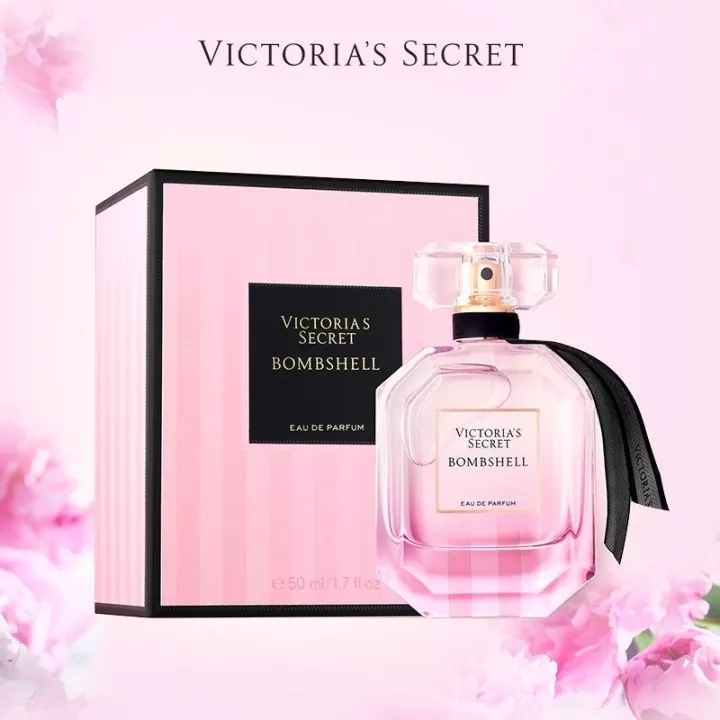 VICTORIA'S SECRET
VICTORIA'S
SECRET
BOMBSHELL
EAU DE PARFUM
℮ 50 ml/1.7 fl oz
VICTORIA'S
SECRET
BOMBSHELL
EAU DE PARFUM
VICTORIA'S